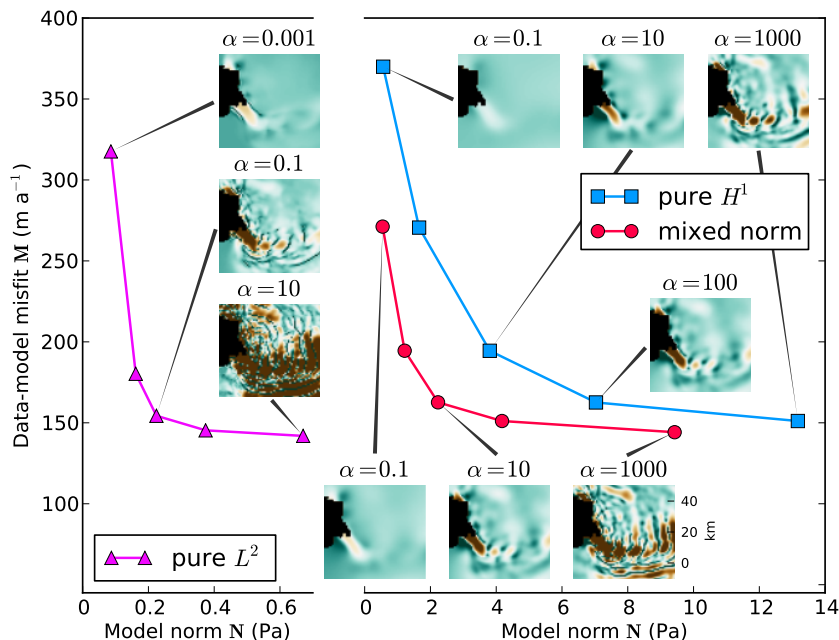 400
350
300
250
200
150
100
Data-model misfit M (m a⁻¹)
α=0.001
α=0.1
α=10
pure L²
0
0.2
0.4
0.6
Model norm N (Pa)
α=0.1
α=10
α=1000
pure H¹
mixed norm
α=100
α=0.1
α=10
α=1000
40
20
0
km
0
2
4
6
8
10
12
14
Model norm N (Pa)